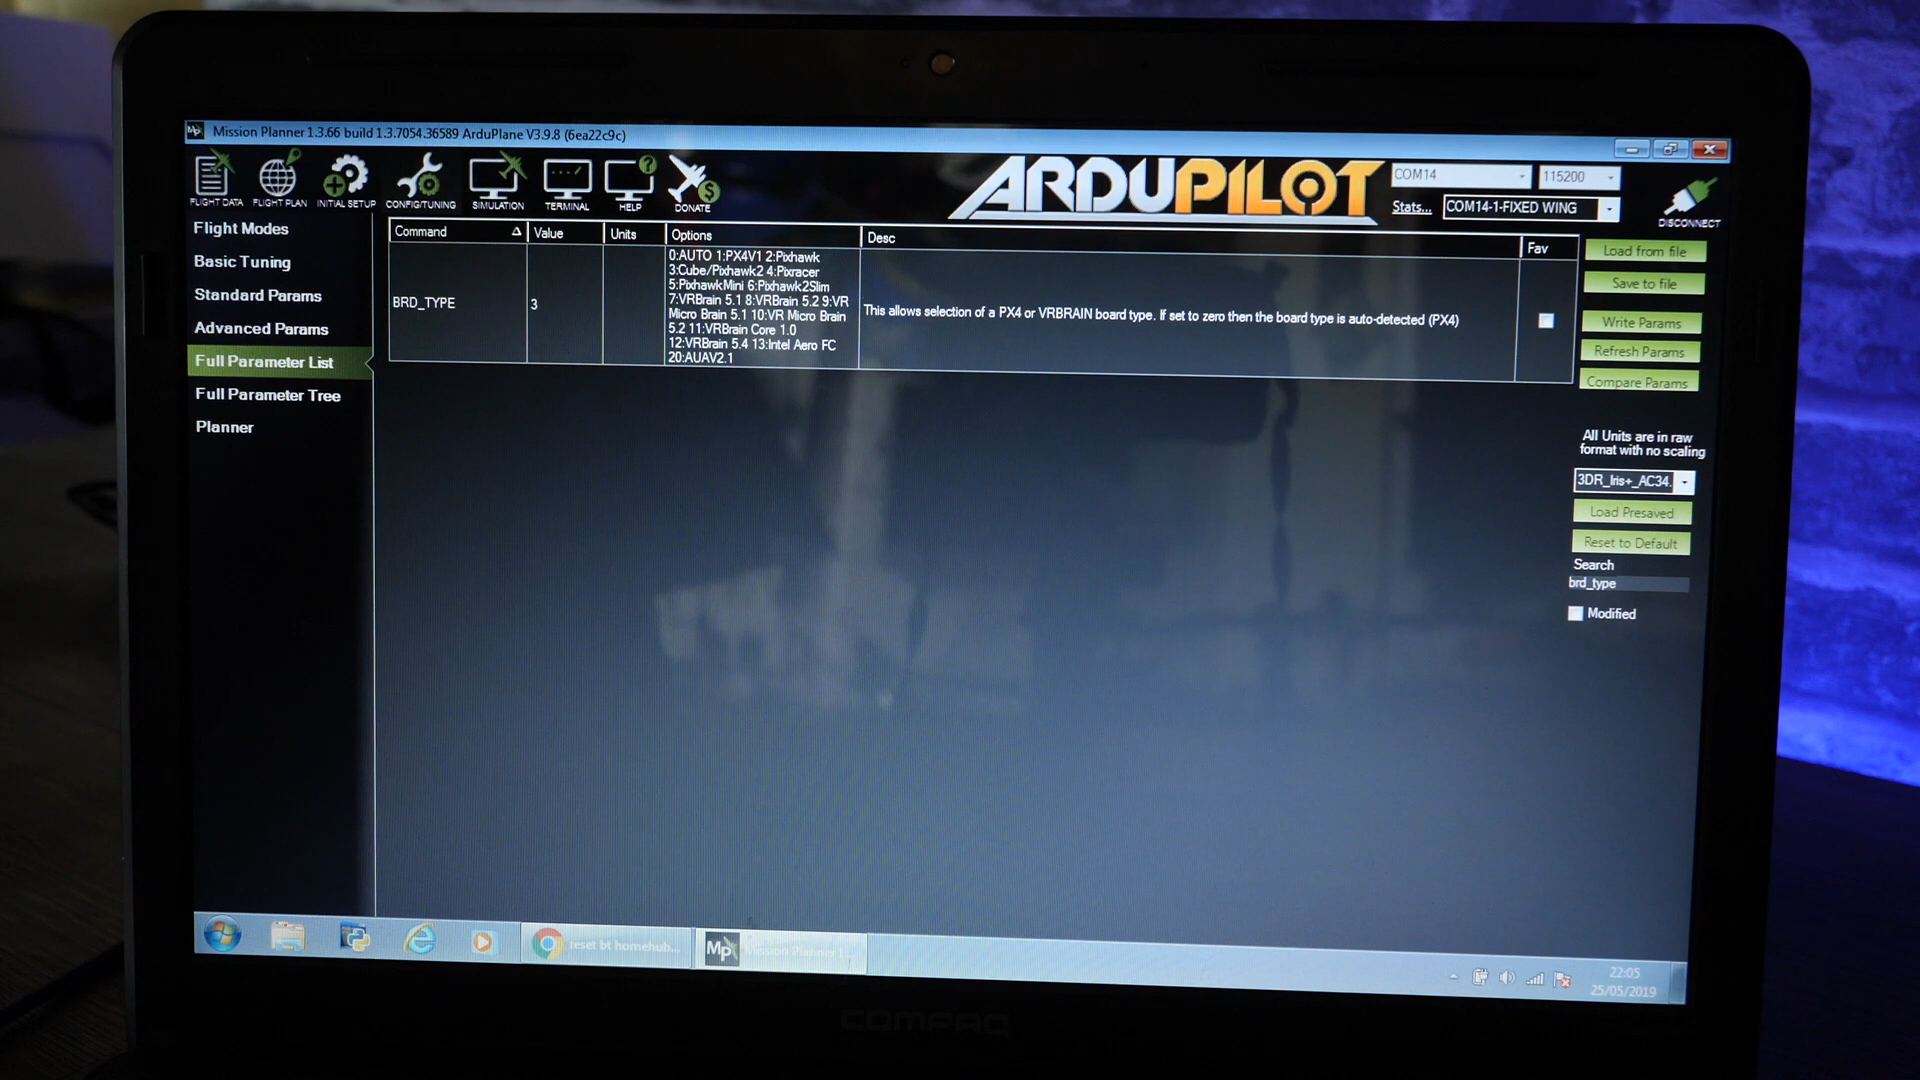 Mission Planner 1.3.66 build 1.3.7054.36589 ArduPlane V3.9.8 (6ea22c9c)
FLIGHT DATA
FLIGHT PLAN
INITIAL SETUP
CONFIG/TUNING
SIMULATION
TERMINAL
HELP
DONATE
ARDUPILOT
COM14
115200
Stats...
COM14-1-FIXED WING
DISCONNECT
Flight Modes
Basic Tuning
Standard Params
Advanced Params
Full Parameter List
Full Parameter Tree
Planner
Command
Value
Units
Options
Desc
Fav
BRD_TYPE
3
0:AUTO 1:PX4V1 2:Pixhawk
3:Cube/Pixhawk2 4:Pixracer
5:PixhawkMini 6:Pixhawk2Slim
7:VRBrain 5.1 8:VRBrain 5.2 9:VR
Micro Brain 5.1 10:VR Micro Brain
5.2 11:VRBrain Core 1.0
12:VRBrain 5.4 13:Intel Aero FC
20:AUAV2.1
This allows selection of a PX4 or VRBRAIN board type. If set to zero then the board type is auto-detected (PX4)
Load from file
Save to file
Write Params
Refresh Params
Compare Params
All Units are in raw
format with no scaling
3DR_Iris+_AC34.
Load Presaved
Reset to Default
Search
brd_type
Modified
reset bt homehub...
Mp
Mission Planner 1...
22:05
25/05/2019
COMPAQ